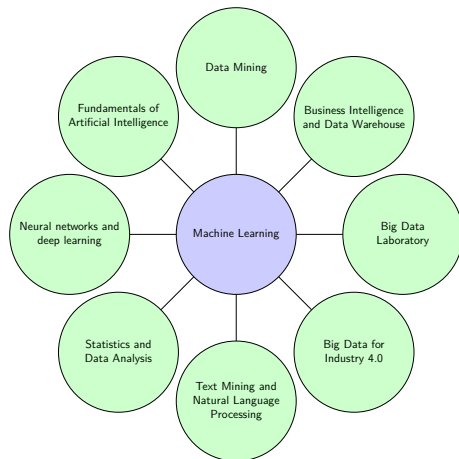 Data Mining
Fundamentals of
Artificial Intelligence
Business Intelligence
and Data Warehouse
Neural networks and
deep learning
Machine Learning
Big Data
Laboratory
Statistics and
Data Analysis
Big Data for
Industry 4.0
Text Mining and
Natural Language
Processing